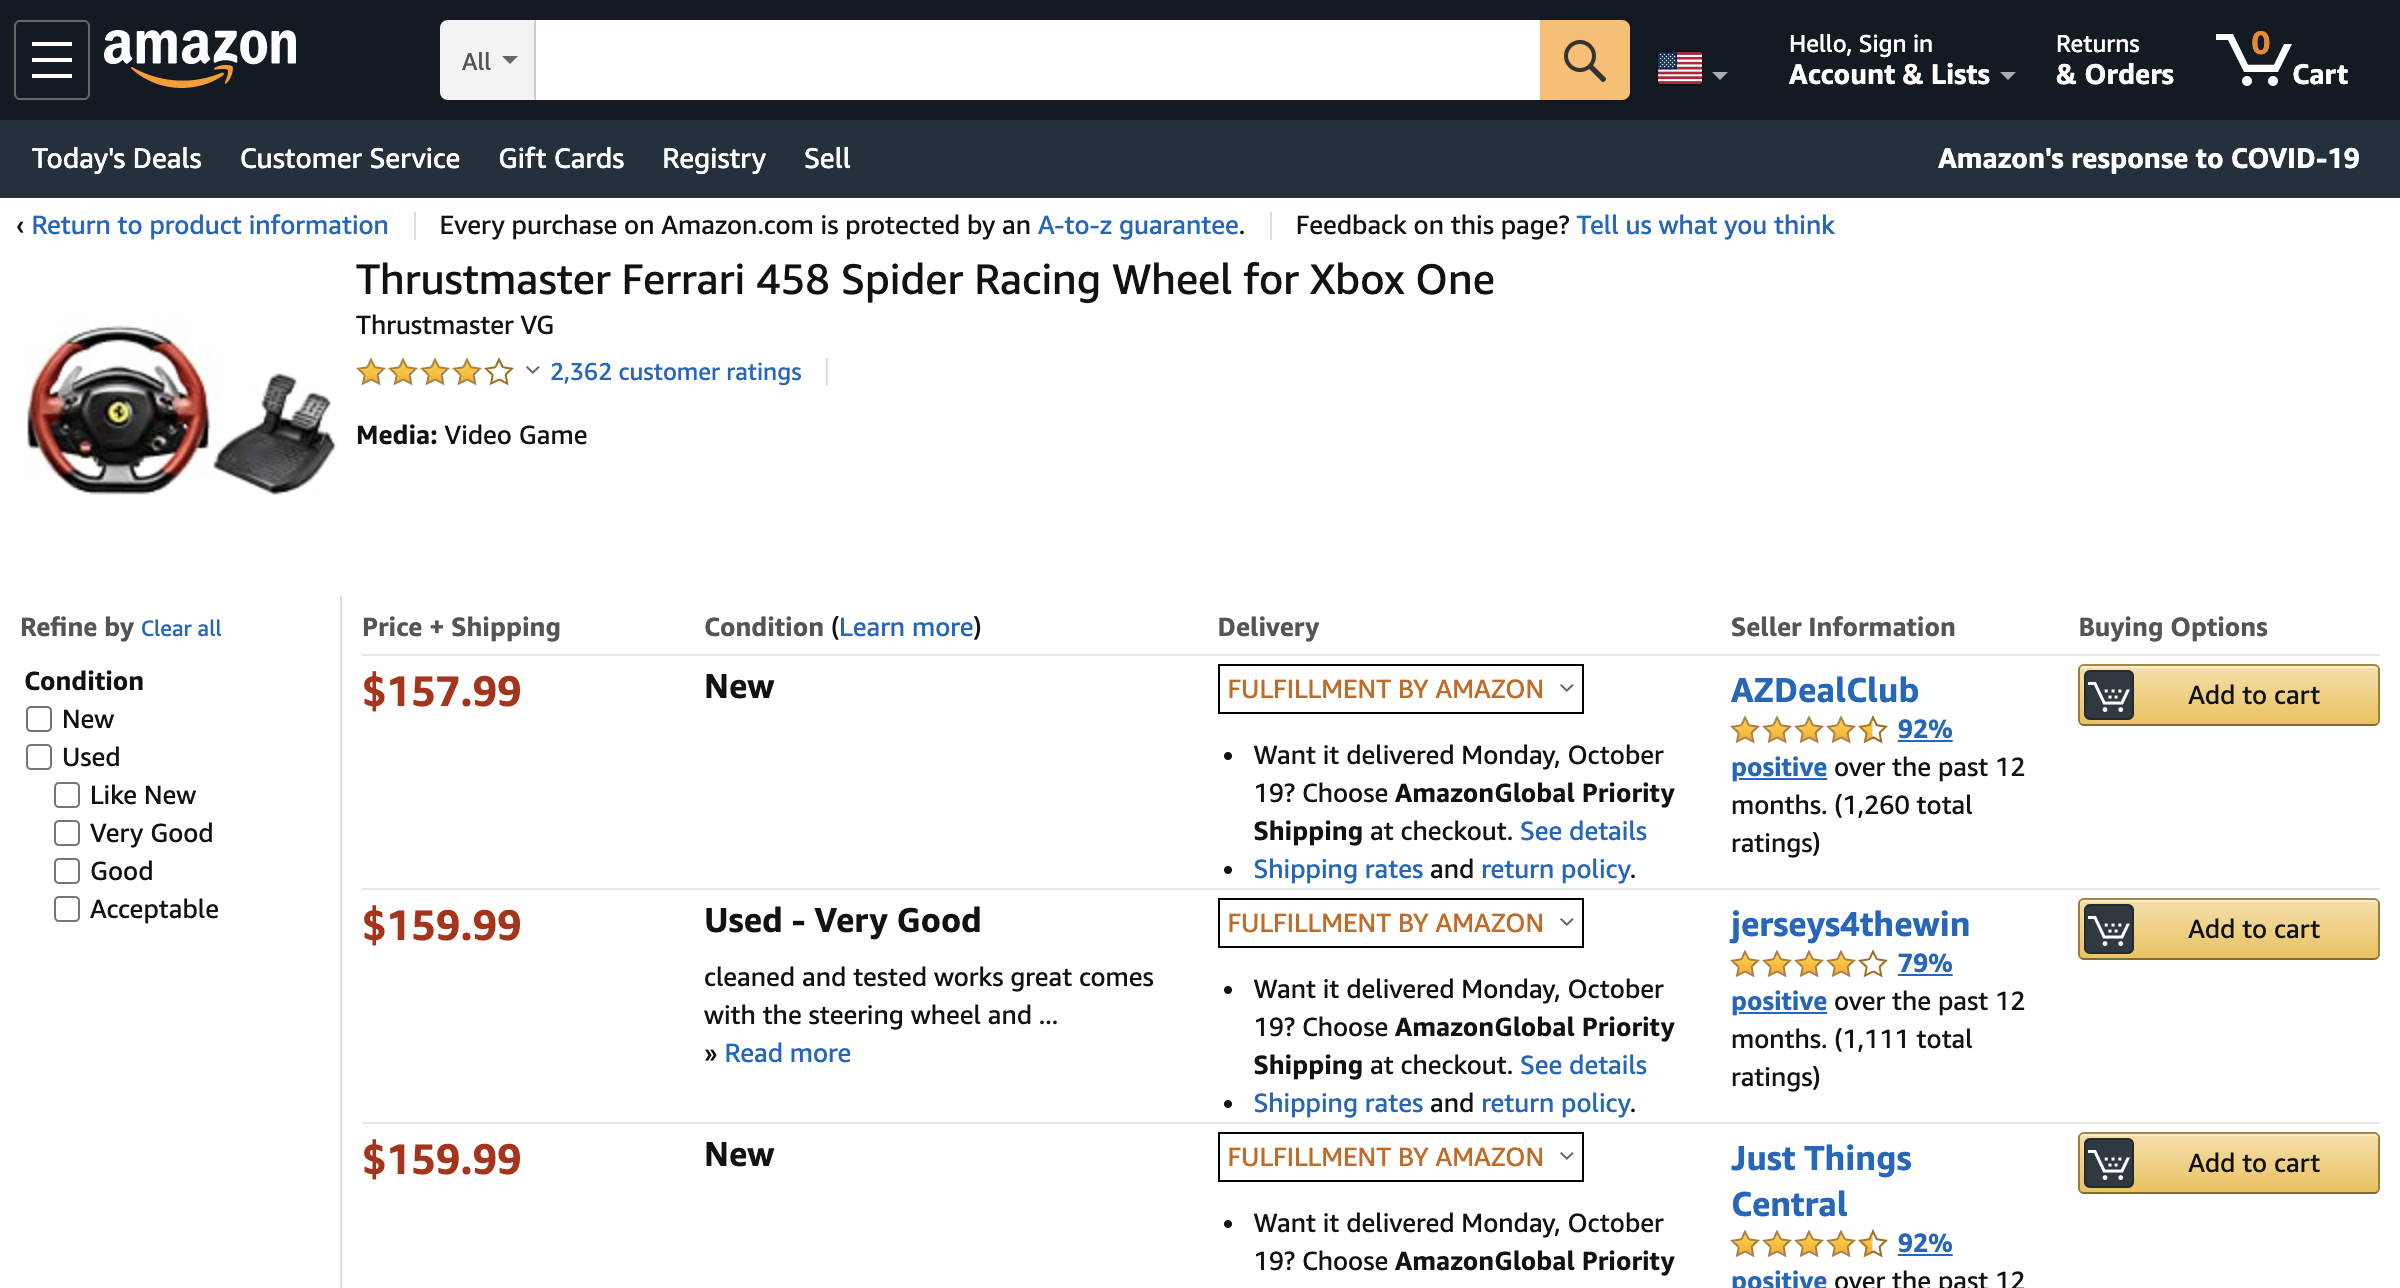 amazon
All
Hello, Sign in
Account & Lists
Returns
& Orders
0
Cart
Today's Deals Customer Service Gift Cards Registry Sell Amazon's response to COVID-19
‹ Return to product information Every purchase on Amazon.com is protected by an A-to-z guarantee. Feedback on this page? Tell us what you think
Thrustmaster Ferrari 458 Spider Racing Wheel for Xbox One
Thrustmaster VG
2,362 customer ratings
Media: Video Game
Refine by Clear all
Condition
New
Used
Like New
Very Good
Good
Acceptable
Price + Shipping Condition (Learn more) Delivery Seller Information Buying Options
$157.99
New
FULFILLMENT BY AMAZON
• Want it delivered Monday, October
19? Choose AmazonGlobal Priority
Shipping at checkout. See details
• Shipping rates and return policy.
AZDealClub
92%
positive over the past 12
months. (1,260 total
ratings)
Add to cart
$159.99
Used - Very Good
cleaned and tested works great comes
with the steering wheel and ...
» Read more
FULFILLMENT BY AMAZON
• Want it delivered Monday, October
19? Choose AmazonGlobal Priority
Shipping at checkout. See details
• Shipping rates and return policy.
jerseys4thewin
79%
positive over the past 12
months. (1,111 total
ratings)
Add to cart
$159.99
New
FULFILLMENT BY AMAZON
• Want it delivered Monday, October
19? Choose AmazonGlobal Priority
Just Things
Central
92%
positive over the past 12
Add to cart